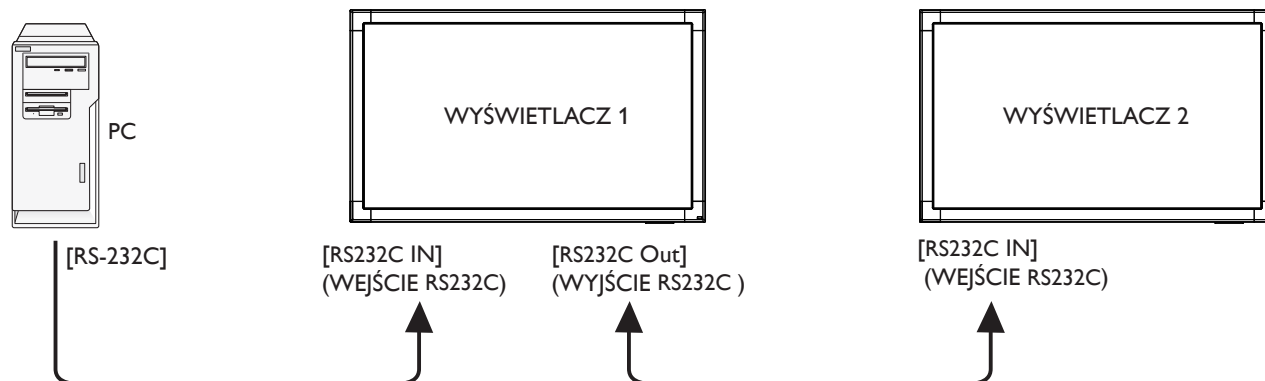 PC
WYŚWIETLACZ 1
WYŚWIETLACZ 2
[RS-232C]
[RS232C IN]
(WEJŚCIE RS232C)
[RS232C Out]
(WYJŚCIE RS232C )
[RS232C IN]
(WEJŚCIE RS232C)